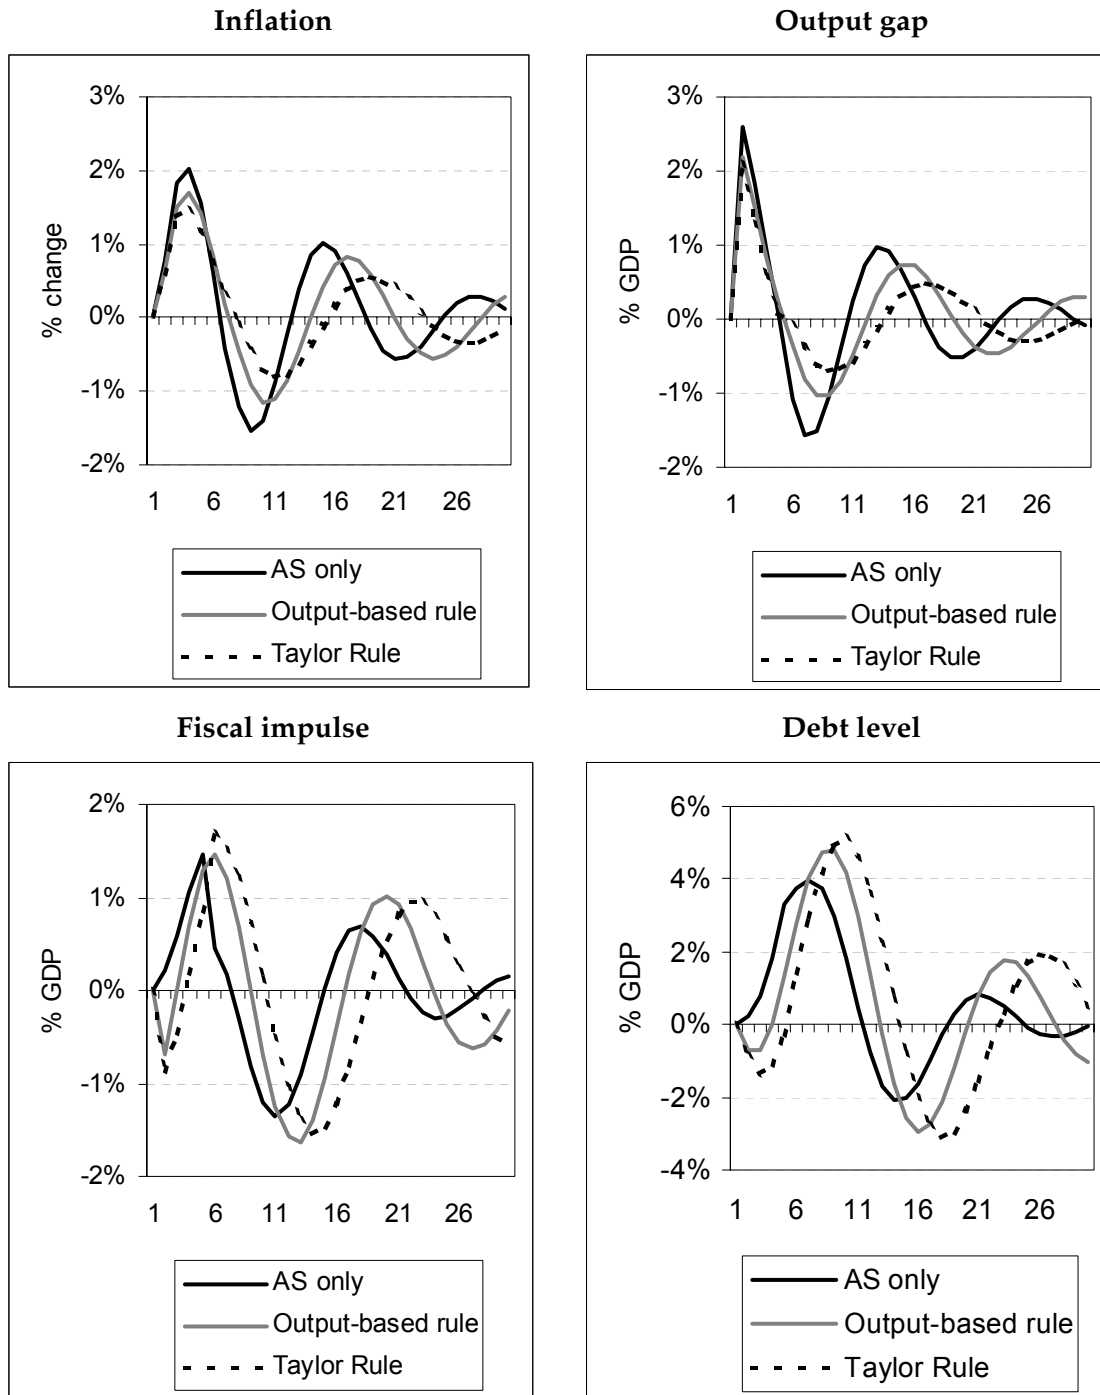 Inflation
% change
3%
2%
1%
0%
-1%
-2%
1 6 11 16 21 26
AS only
Output-based rule
Taylor Rule
Output gap
% GDP
3%
2%
1%
0%
-1%
-2%
1 6 11 16 21 26
AS only
Output-based rule
Taylor Rule
Fiscal impulse
% GDP
2%
1%
0%
-1%
-2%
1 6 11 16 21 26
AS only
Output-based rule
Taylor Rule
Debt level
% GDP
6%
4%
2%
0%
-2%
-4%
1 6 11 16 21 26
AS only
Output-based rule
Taylor Rule